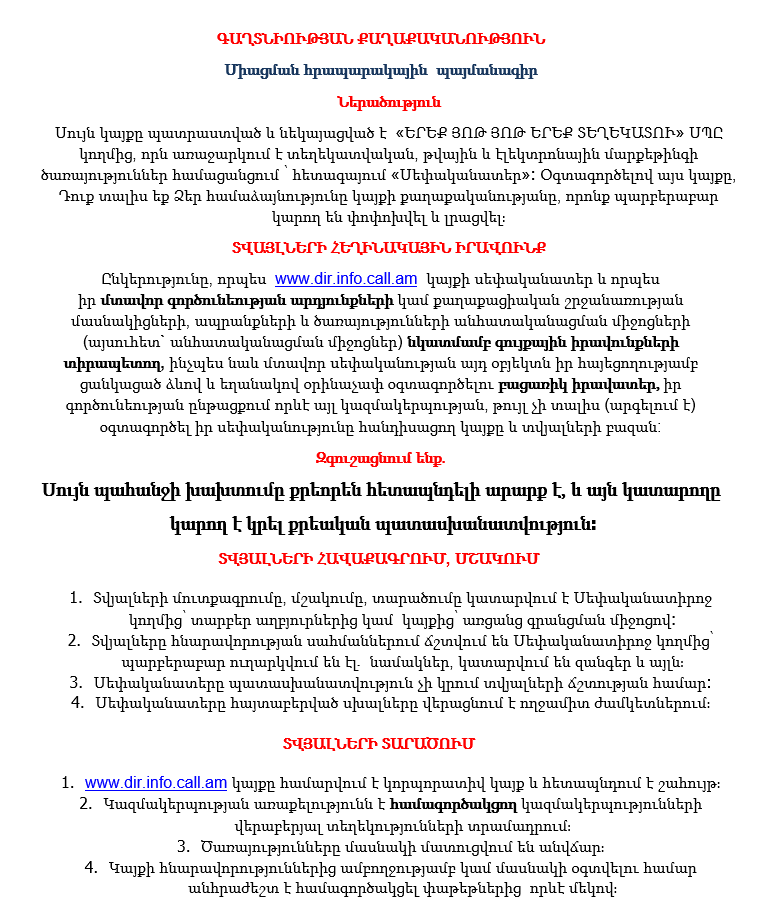 ԳԱՂՏՆԻՈՒԹՅԱՆ ՔԱՂԱՔԱԿԱՆՈՒԹՅՈՒՆ
Միացման հրապարակային պայմանագիր
Ներածություն
Սույն կայքը պատրաստված և նեկայացված է «ԵՐԵՔ ՅՈԹ ՅՈԹ ԵՐԵՔ ՏԵՂԵԿԱՏՈՒ» ՍՊԸ
կողմից, որն առաջարկում է տեղեկատվական, թվային և էլեկտրոնային մարքեթինգի
ծառայություններ համացանցում ՝ հետագայում «Սեփականատեր»: Օգտագործելով այս կայքը,
Դուք տալիս եք Ձեր համաձայնությունը կայքի քաղաքականությանը, որոնք պարբերաբար
կարող են փոփոխվել և լրացվել։
ՏՎԱՅԼՆԵՐԻ ՀԵՂԻՆԱԿԱՅԻՆ ԻՐԱՎՈՒՆՔ
Ընկերությունը, որպես www.dir.info.call.am կայքի սեփականատեր և որպես
իր մտավոր գործունեության արդյունքների կամ քաղաքացիական շրջանառության
մասնակիցների, ապրանքների և ծառայությունների անհատականացման միջոցների
(այսուհետ` անհատականացման միջոցներ) նկատմամբ գույքային իրավունքների
տիրապետող, ինչպես նաև մտավոր սեփականության այդ օբյեկտն իր հայեցողությամբ
ցանկացած ձևով և եղանակով օրինաչափ օգտագործելու բացառիկ իրավատեր, իր
գործունեության ընթացքում որևէ այլ կազմակերպության, թույլ չի տալիս (արգելում է)
օգտագործել իր սեփականությունը հանդիսացող կայքը և տվյալների բազան:
Զգուշացնում ենք.
Սույն պահանջի խախտումը քրեորեն հետապնդելի արարք է, և այն կատարողը
կարող է կրել քրեական պատասխանատվություն:
ՏՎՅԱԼՆԵՐԻ ՀԱՎԱՔԱԳՐՈՒՄ, ՄՇԱԿՈՒՄ
1. Տվյալների մուտքագրումը, մշակումը, տարածումը կատարվում է Սեփականատիրոջ
կողմից՝ տարբեր աղբյուրներից կամ կայքից՝ առցանց գրանցման միջոցով:
2. Տվյալները հնարավորության սահմաններում ճշտվում են Սեփականատիրոջ կողմից՝
պարբերաբար ուղարկվում են էլ. նամակներ, կատարվում են զանգեր և այլն։
3. Սեփականատերը պատասխանատվություն չի կրում տվյալների ճշտության համար:
4. Սեփականատերը հայտաբերված սխալները վերացնում է ողջամիտ ժամկետներում։
ՏՎՅԱԼՆԵՐԻ ՏԱՐԱԾՈՒՄ
1. www.dir.info.call.am կայքը համարվում է կորպորատիվ կայք և հետապնդում է շահույթ։
2. Կազմակերպության առաքելությունն է համագործակցող կազմակերպությունների
վերաբերյալ տեղեկությունների տրամադրում։
3. Ծառայությունները մասնակի մատուցվում են անվճար։
4. Կայքի հնարավորություններից ամբողջությամբ կամ մասնակի օգտվելու համար
անհրաժեշտ է համագործակցել փաթեթներից որևէ մեկով։